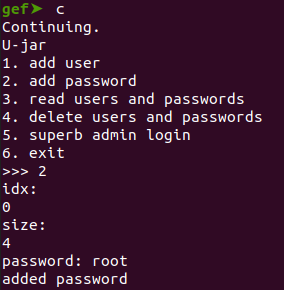 gef➤ c
Continuing.
U-jar
1. add user
2. add password
3. read users and passwords
4. delete users and passwords
5. superb admin login
6. exit
>>> 2
idx:
0
size:
4
password: root
added password